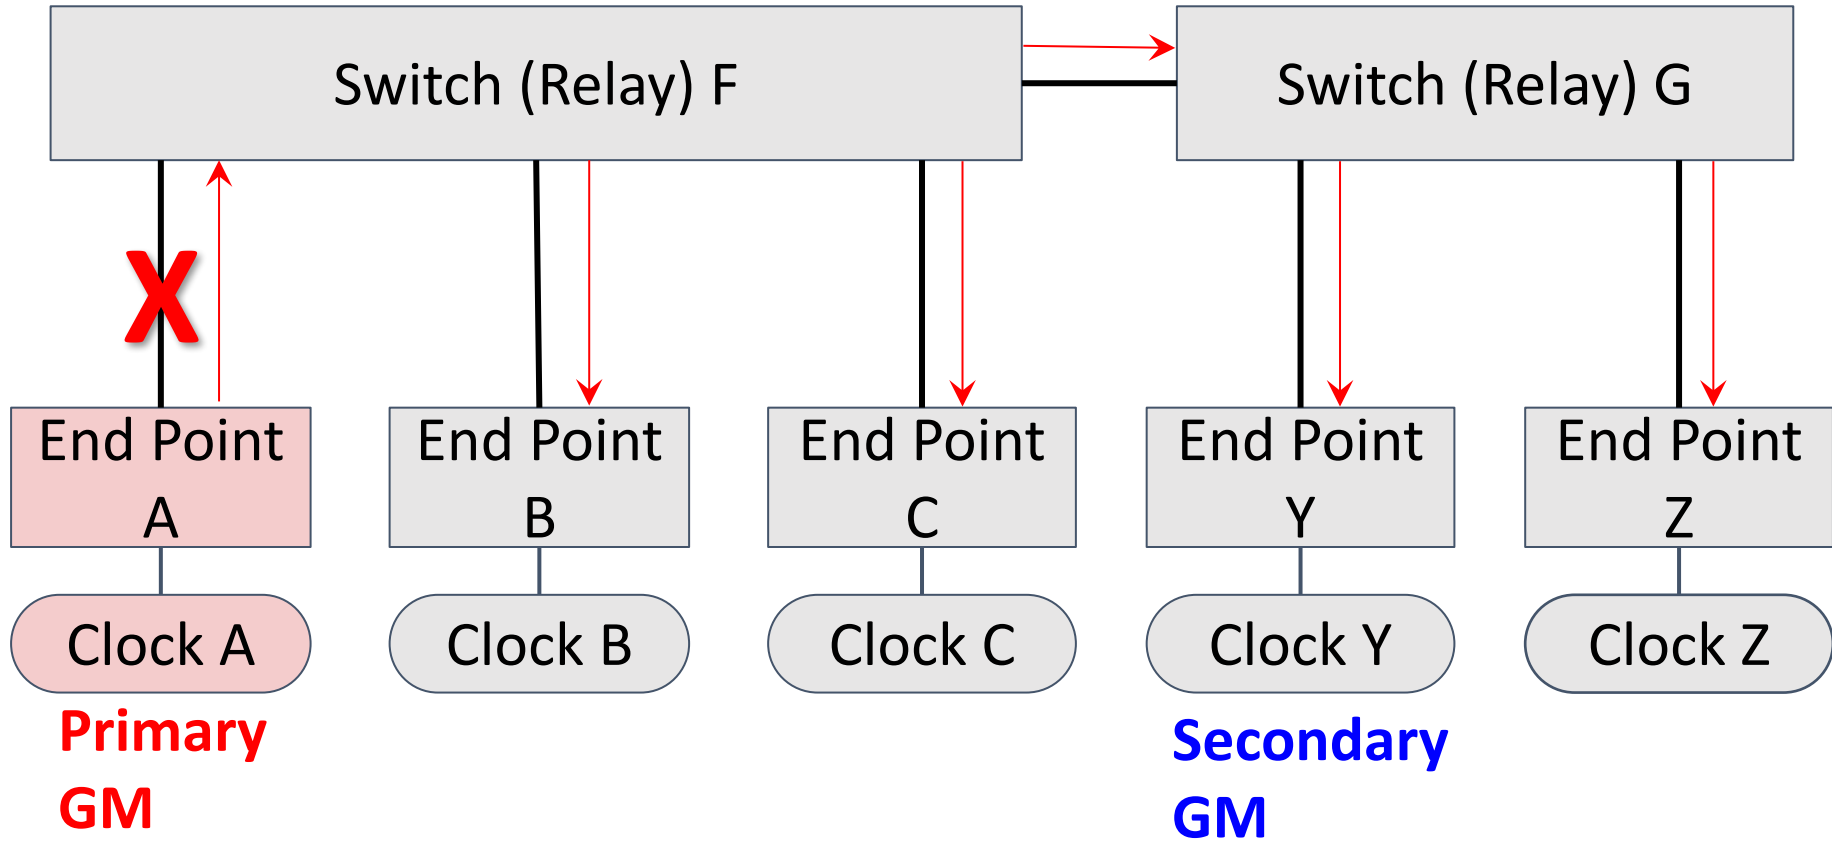 Switch (Relay) F
Switch (Relay) G
X
End Point
A
End Point
B
End Point
C
End Point
Y
End Point
Z
Clock A
Clock B
Clock C
Clock Y
Clock Z
Primary
GM
Secondary
GM